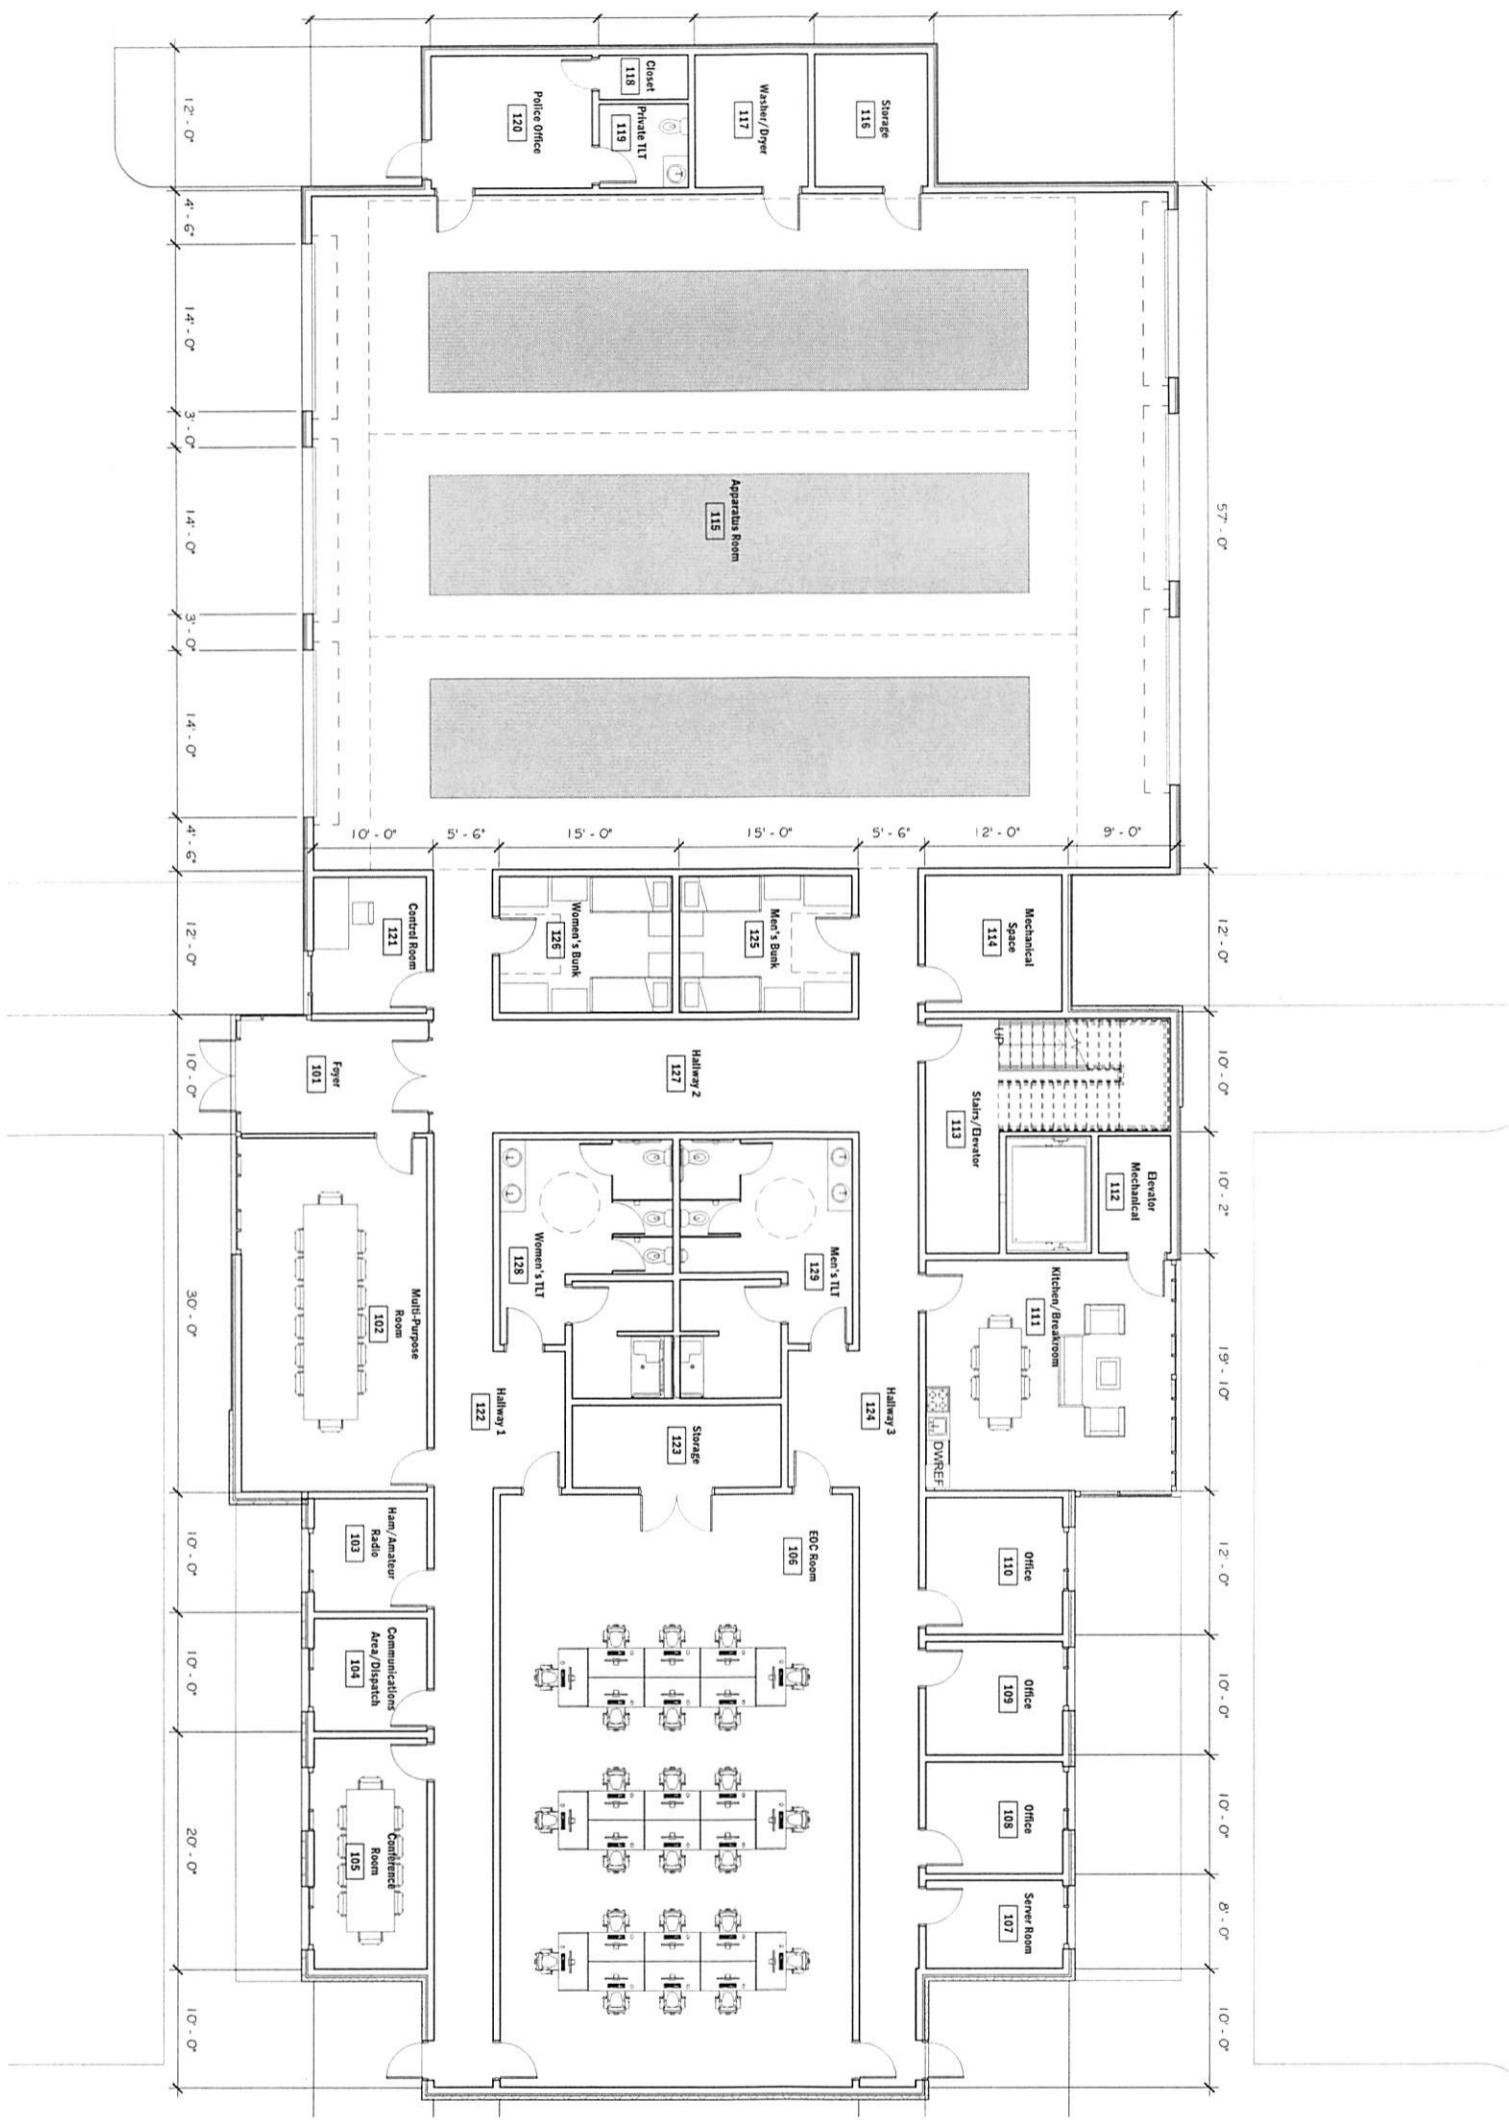 12' - 0"
4' - 6"
14' - 0"
3' - 0"
14' - 0"
3' - 0"
14' - 0"
4' - 6"
12' - 0"
10' - 0"
30' - 0"
10' - 0"
10' - 0"
20' - 0"
10' - 0"
57' - 0"
12' - 0"
10' - 0"
10' - 2"
19' - 10"
12' - 0"
10' - 0"
10' - 0"
8' - 0"
10' - 0"
10' - 0"
5' - 6"
15' - 0"
15' - 0"
5' - 6"
12' - 0"
9' - 0"
Storage
116
Washer/Dryer
117
Closet
118
Private TLT
119
Police Office
120
Apparatus Room
115
Mechanical
Space
114
Men's Bunk
125
Women's Bunk
126
Control Room
121
UP
Stairs/Elevator
113
Elevator
Mechanical
112
Hallway 2
127
Foyer
101
Men's TLT
129
Women's TLT
128
Kitchen/Breakroom
111
DWREF
Multi-Purpose
Room
102
Hallway 3
124
Storage
123
Hallway 1
122
Office
110
EOC Room
106
Ham/Amateur
Radio
103
Office
109
Communications
Area/Dispatch
104
Office
108
Conference
Room
105
Server Room
107